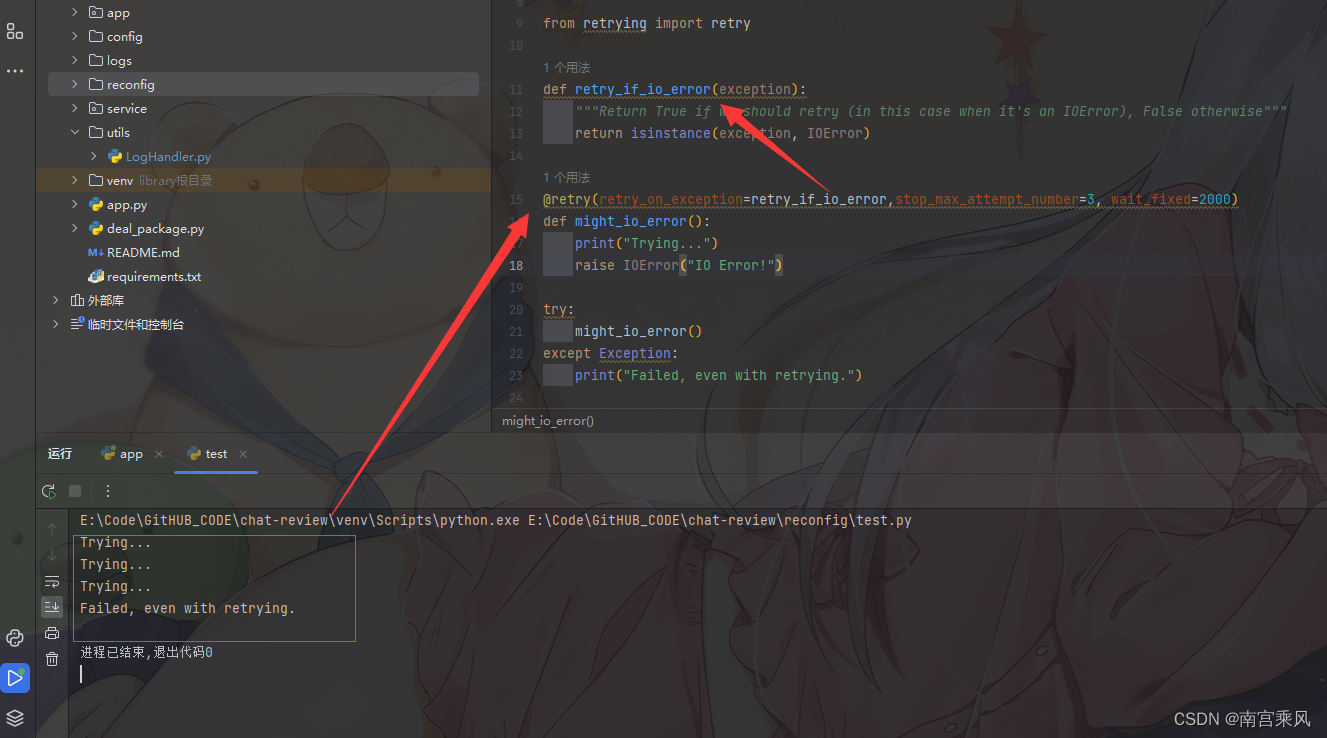 app
config
logs
reconfig
service
utils
LogHandler.py
venv library根目录
app.py
deal_package.py
M↓ README.md
requirements.txt
外部库
临时文件和控制台
8
9 from retrying import retry
10
1 个用法
11 def retry_if_io_error(exception):
12 """Return True if we should retry (in this case when it's an IOError), False otherwise"""
13 return isinstance(exception, IOError)
14
1 个用法
15 @retry(retry_on_exception=retry_if_io_error,stop_max_attempt_number=3, wait_fixed=2000)
def might_io_error():
17 print("Trying...")
18 raise IOError("IO Error!")
19
20 try:
21 might_io_error()
22 except Exception:
23 print("Failed, even with retrying.")
24
might_io_error()
运行 app test
E:\Code\GitHUB_CODE\chat-review\venv\Scripts\python.exe E:\Code\GitHUB_CODE\chat-review\reconfig\test.py
Trying...
Trying...
Trying...
Failed, even with retrying.
进程已结束,退出代码0
CSDN @南宫乘风